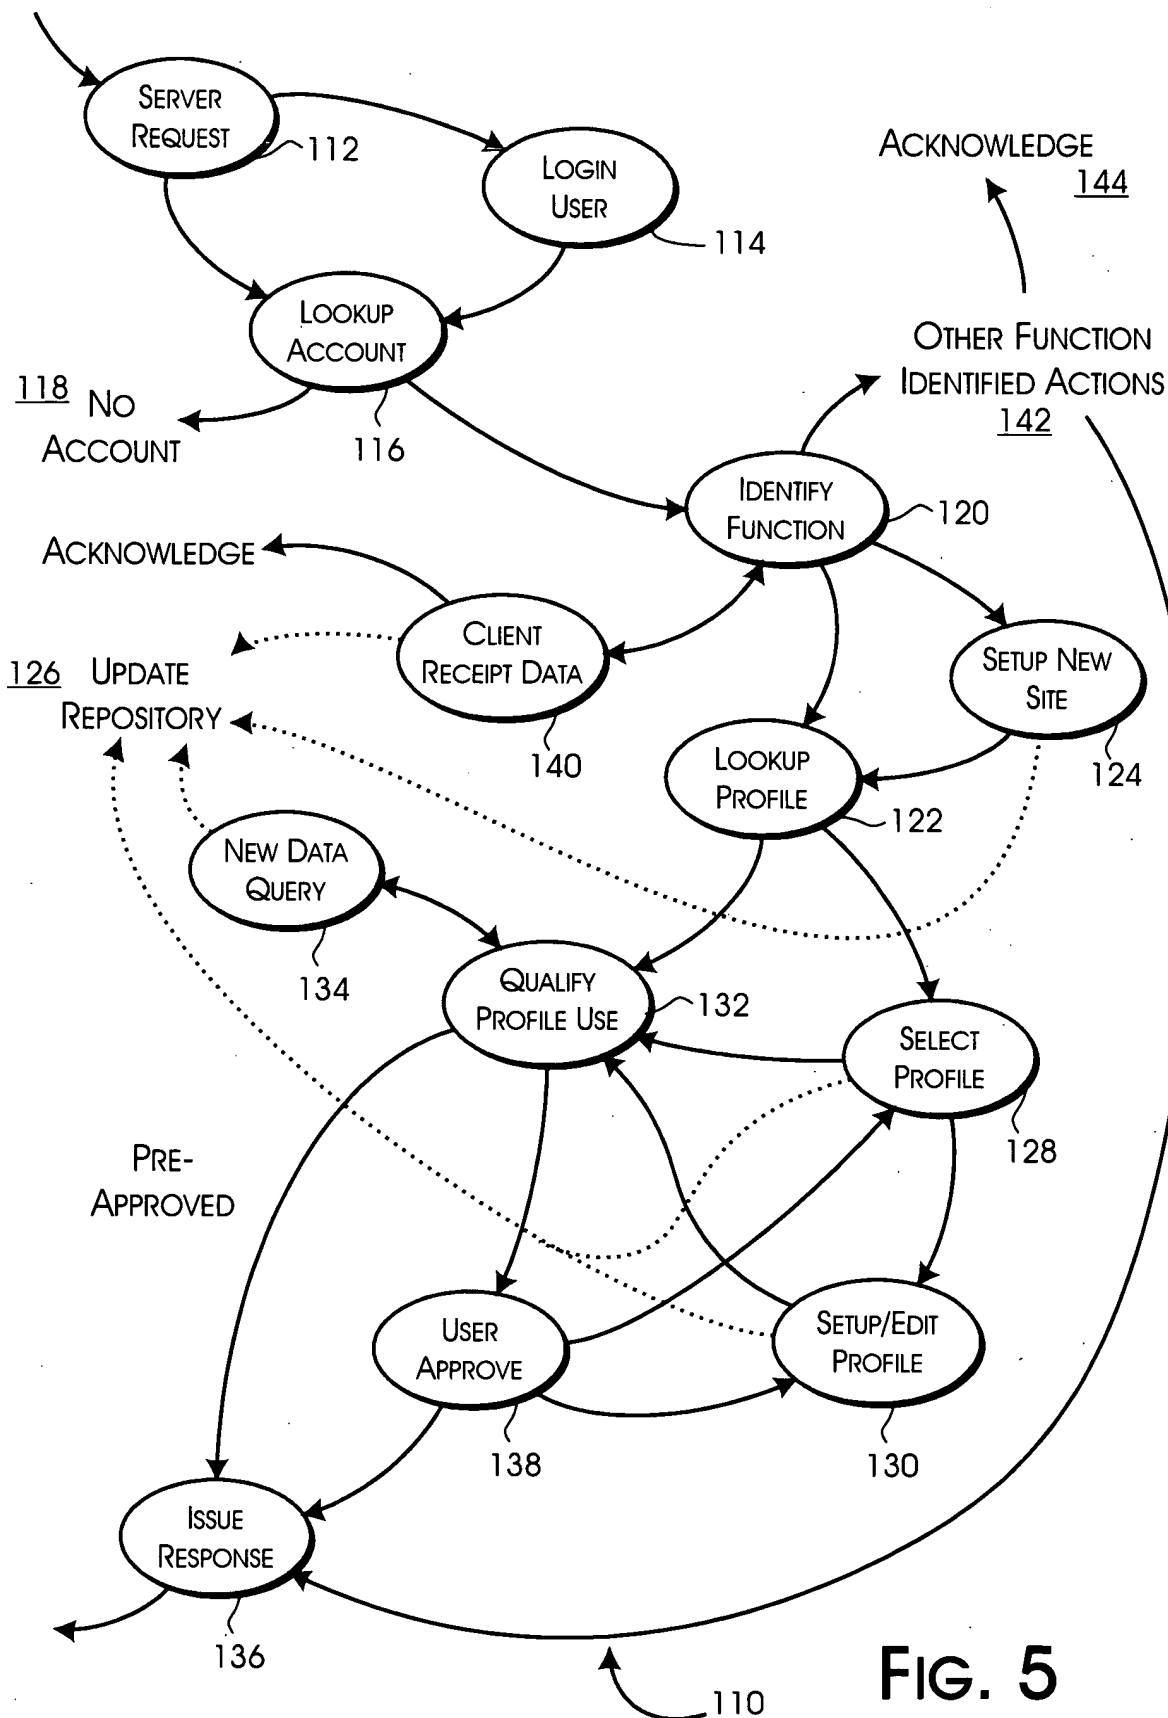 SERVER
REQUEST
112
LOGIN
USER
114
ACKNOWLEDGE
144
LOOKUP
ACCOUNT
116
118 NO
ACCOUNT
OTHER FUNCTION
IDENTIFIED ACTIONS
142
IDENTIFY
FUNCTION
120
ACKNOWLEDGE
CLIENT
RECEIPT DATA
140
SETUP NEW
SITE
124
126 UPDATE
REPOSITORY
LOOKUP
PROFILE
122
NEW DATA
QUERY
134
QUALIFY
PROFILE USE
132
SELECT
PROFILE
128
PRE-
APPROVED
USER
APPROVE
138
SETUP/EDIT
PROFILE
130
ISSUE
RESPONSE
136
110
FIG. 5